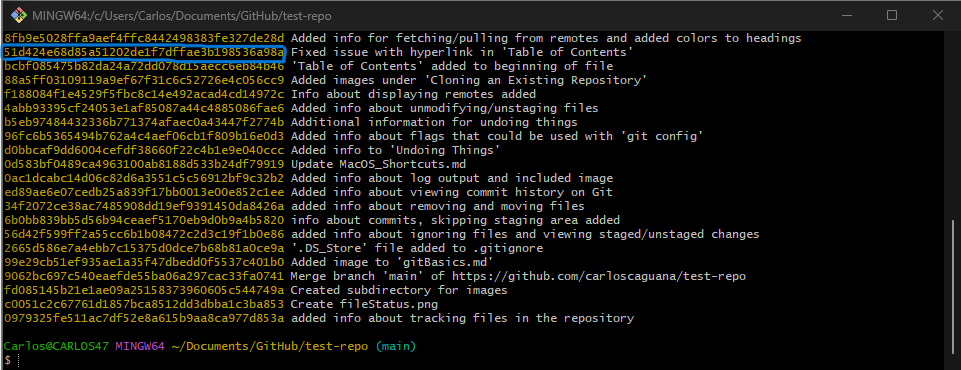 MINGW64:/c/Users/Carlos/Documents/GitHub/test-repo
8fb9e5028ffa9aef4ffc8442498383fe327de28d Added info for fetching/pulling from remotes and added colors to headings
51d424e68d85a51202de1f7dffae3b198536a98a Fixed issue with hyperlink in 'Table of Contents'
bcbf085475b82da24a72dd078d15aecc6eb84b46 'Table of Contents' added to beginning of file
88a5ff03109119a9ef67f31c6c52726e4c056cc9 Added images under 'Cloning an Existing Repository'
f188084f1e4529f5fbc8c14e492acad4cd14972c Info about displaying remotes added
4abb93395cf24053e1af85087a44c4885086fae6 Added info about unmodifying/unstaging files
b5eb97484432336b771374afaec0a43447f2774b Additional information for undoing things
96fc6b5365494b762a4c4aef06cb1f809b16e0d3 Added info about flags that could be used with 'git config'
d0bbcaf9dd6004cefdf38660f22c4b1e9e040ccc Added info to 'Undoing Things'
0d583bf0489ca4963100ab8188d533b24df79919 Update MacOS_Shortcuts.md
0ac1dcabc14d06c82d6a3551c5c56912bf9c32b2 Added info about log output and included image
ed89ae6e07cedb25a839f17bb0013e00e852c1ee Added info about viewing commit history on Git
34f2072ce38ac7485908dd19ef9391450da8426a added info about removing and moving files
6b0bb839bb5d56b94ceaef5170eb9d0b9a4b5820 info about commits, skipping staging area added
56d42f599ff2a55cc6b1b08472c2d3c19f1b0e86 added info about ignoring files and viewing staged/unstaged changes
2665d586e7a4ebb7c15375d0dce7b68b81a0ce9a '.DS_Store' file added to .gitignore
99e29cb51ef935ae1a35f47dbedd0f5537c401b0 Added image to 'gitBasics.md'
9062bc697c540eaefde55ba06a297cac33fa0741 Merge branch 'main' of https://github.com/carloscaguana/test-repo
fd085145b21e1ae09a25158373960605c544749a Created subdirectory for images
c0051c2c67761d1857bca8512dd3dbba1c3ba853 Create fileStatus.png
0979325fe511ac7df52e8a615b9aa8ca977d853a added info about tracking files in the repository
Carlos@CARLOS47 MINGW64 ~/Documents/GitHub/test-repo (main)
$